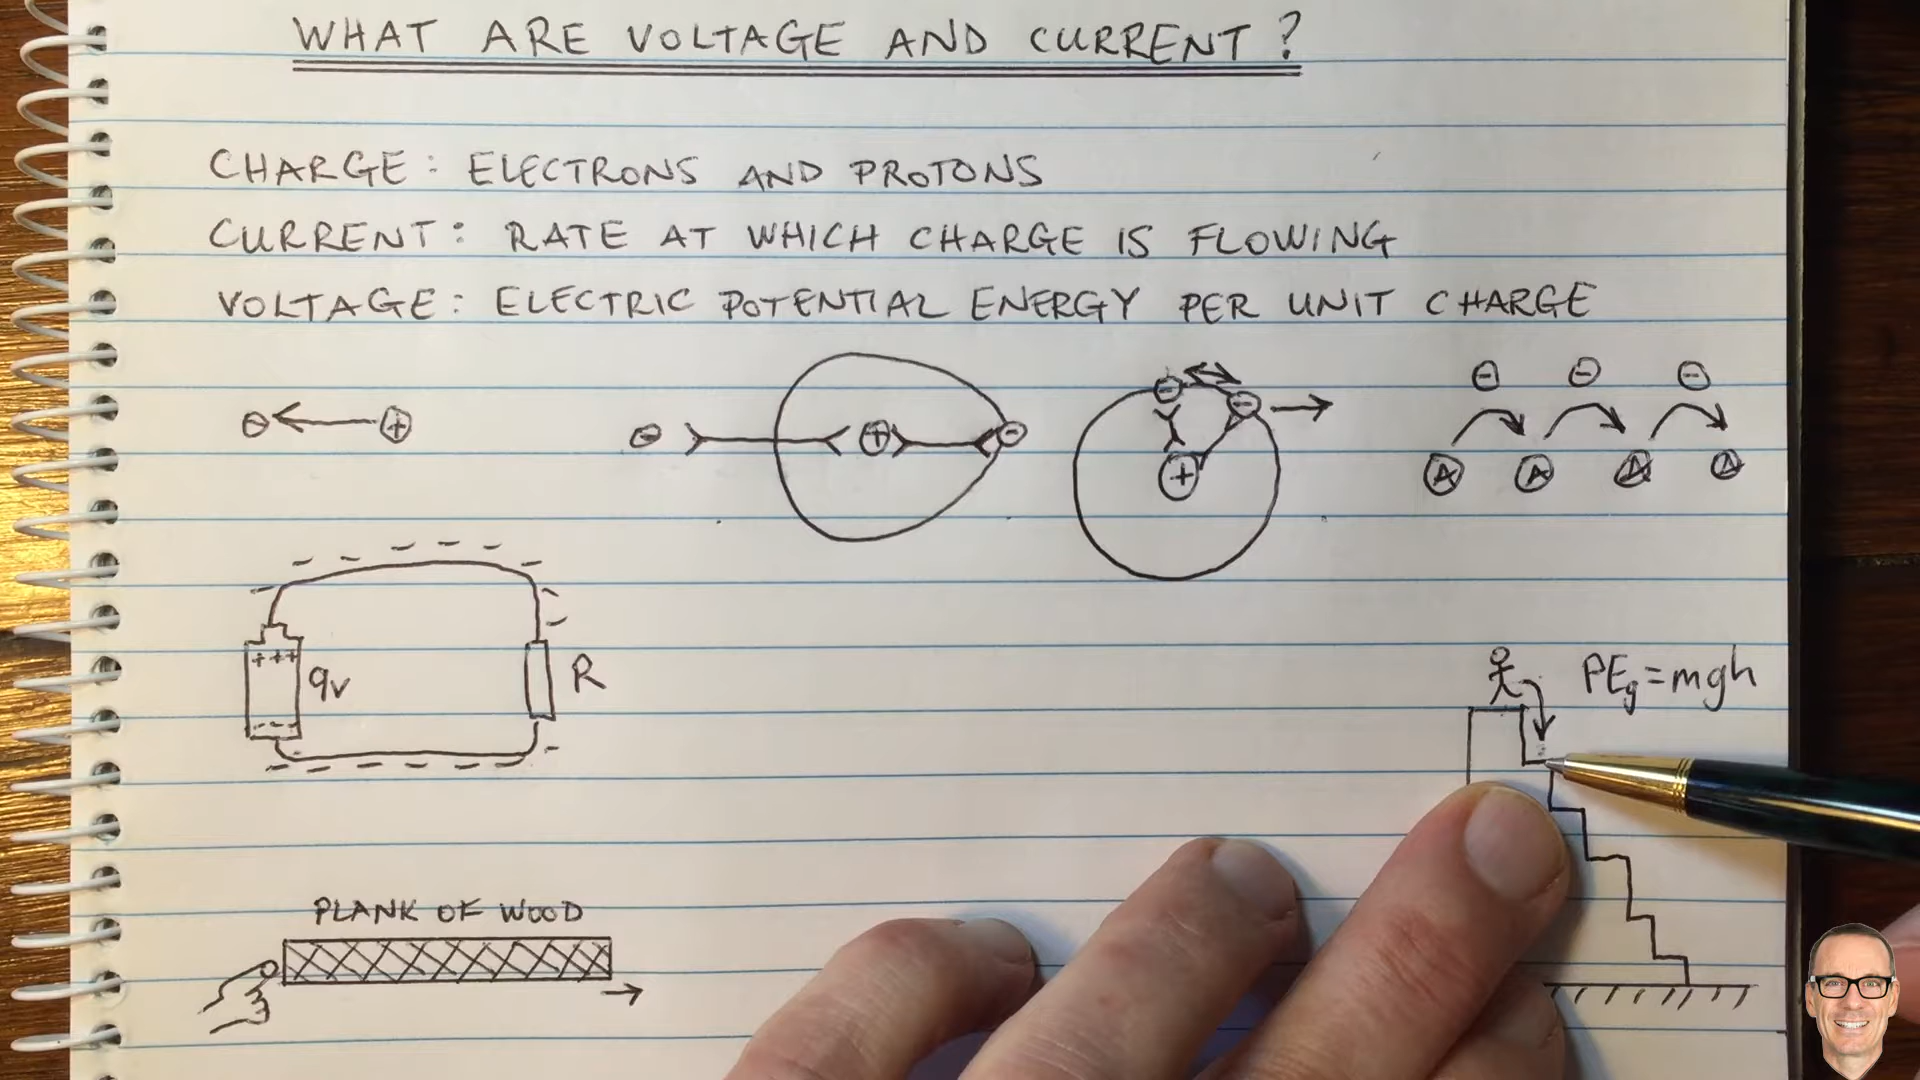 WHAT ARE VOLTAGE AND CURRENT?
CHARGE: ELECTRONS AND PROTONS
CURRENT: RATE AT WHICH CHARGE IS FLOWING
VOLTAGE: ELECTRIC POTENTIAL ENERGY PER UNIT CHARGE
A A A A
9V
R
PEg=mgh
PLANK OF WOOD